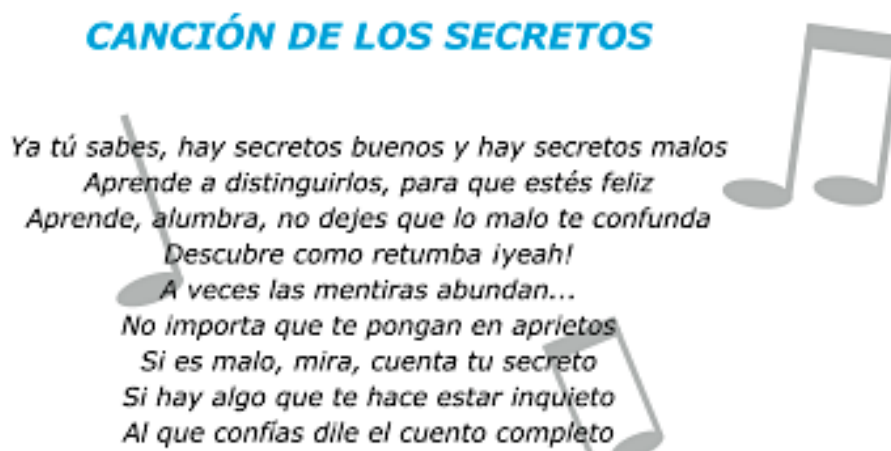 CANCIÓN DE LOS SECRETOS
Ya tú sabes, hay secretos buenos y hay secretos malos
Aprende a distinguirlos, para que estés feliz
Aprende, alumbra, no dejes que lo malo te confunda
Descubre como retumba ¡yeah!
A veces las mentiras abundan...
No importa que te pongan en aprietos
Si es malo, mira, cuenta tu secreto
Si hay algo que te hace estar inquieto
Al que confías dile el cuento completo